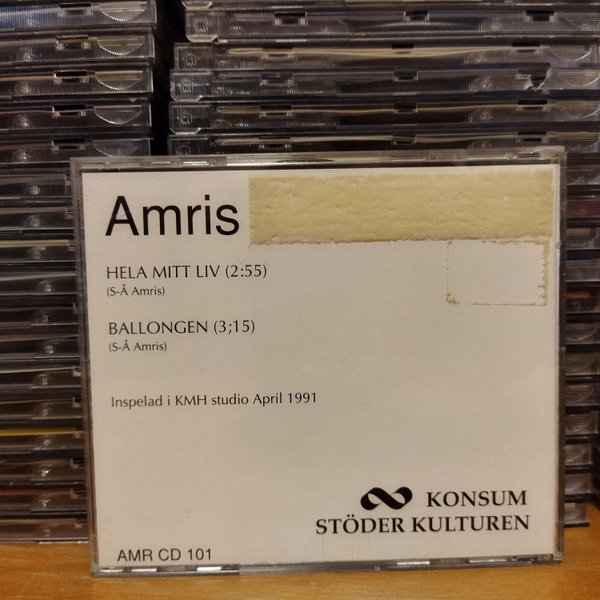 Amris
HELA MITT LIV (2:55)
(S-Å Amris)
BALLONGEN (3;15)
(S-Å Amris)
Inspelad i KMH studio April 1991
KONSUM
STÖDER KULTUREN
AMR CD 101